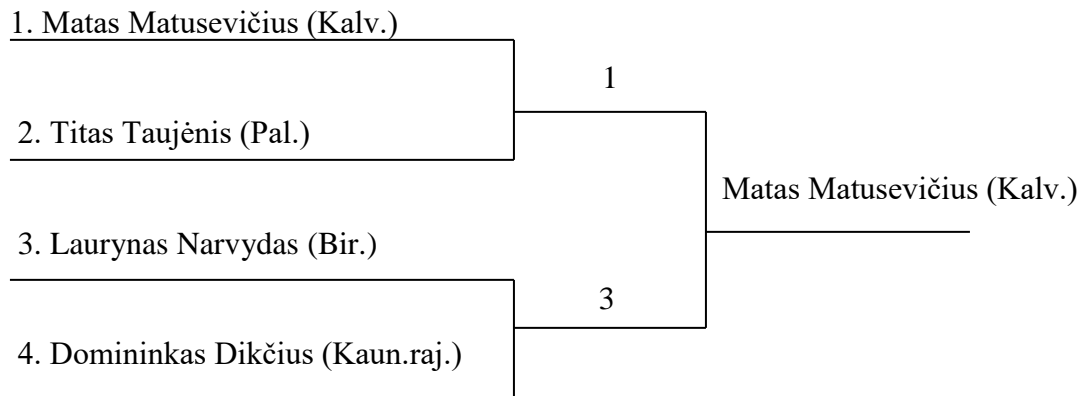 1. Matas Matusevičius (Kalv.)
1
2. Titas Taujėnis (Pal.)
Matas Matusevičius (Kalv.)
3. Laurynas Narvydas (Bir.)
3
4. Domininkas Dikčius (Kaun.raj.)